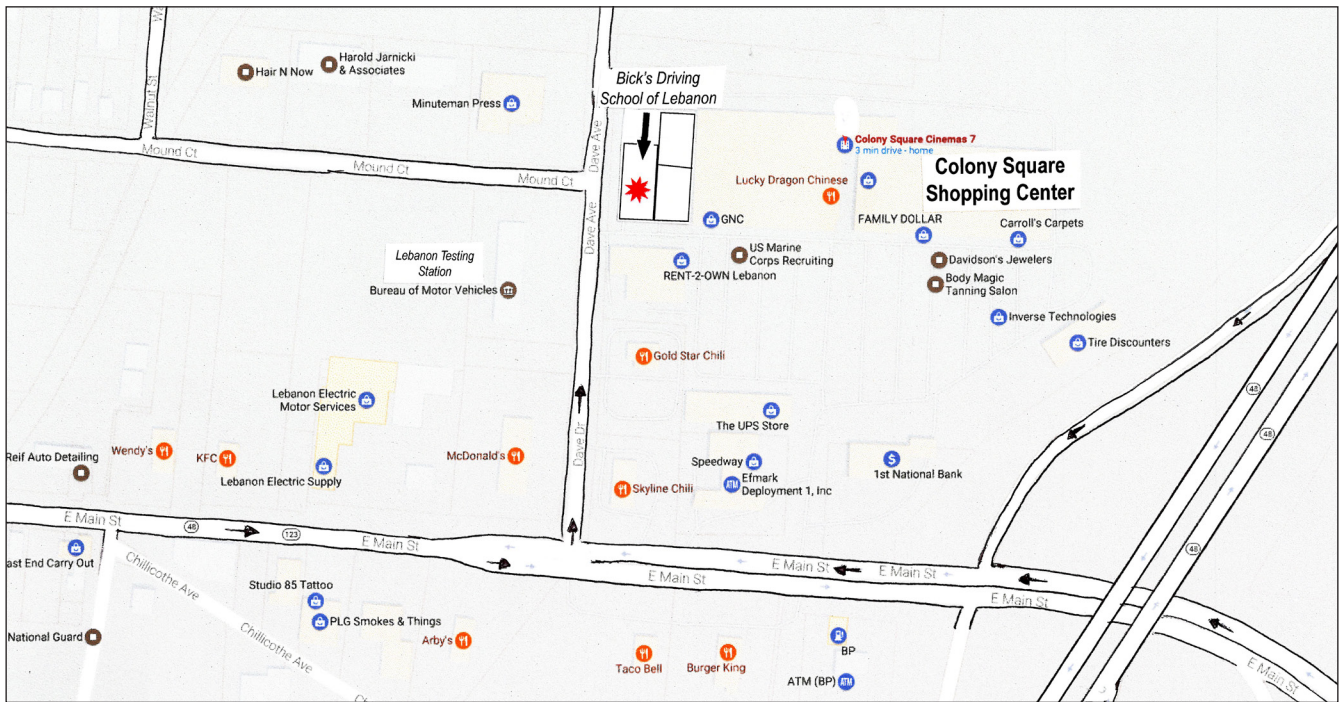 Wa
Walnut St
Hair N Now
Harold Jarnicki
& Associates
Minuteman Press
Bick's Driving
School of Lebanon
Dave Ave
Colony Square Cinemas 7
3 min drive - home
Colony Square
Shopping Center
Mound Ct
Mound Ct
Mound Ct
Lucky Dragon Chinese
Dave Ave
GNC
FAMILY DOLLAR
Carroll's Carpets
Lebanon Testing
Station
Bureau of Motor Vehicles
US Marine
Corps Recruiting
RENT-2-OWN Lebanon
Davidson's Jewelers
Body Magic
Tanning Salon
Inverse Technologies
Tire Discounters
Gold Star Chili
48
48
Lebanon Electric
Motor Services
The UPS Store
Dave Dr
Reif Auto Detailing
Wendy's
KFC
Lebanon Electric Supply
McDonald's
Speedway
ATM
Efmark
Deployment 1, Inc
1st National Bank
Skyline Chili
E Main St
48
123
E Main St
E Main St
E Main St
E Main St
E Main St
48
E Main St
ast End Carry Out
Chillicothe Ave
Studio 85 Tattoo
PLG Smokes & Things
National Guard
Chillicothe Ave
Ch
Arby's
Taco Bell
Burger King
BP
ATM (BP)
ATM